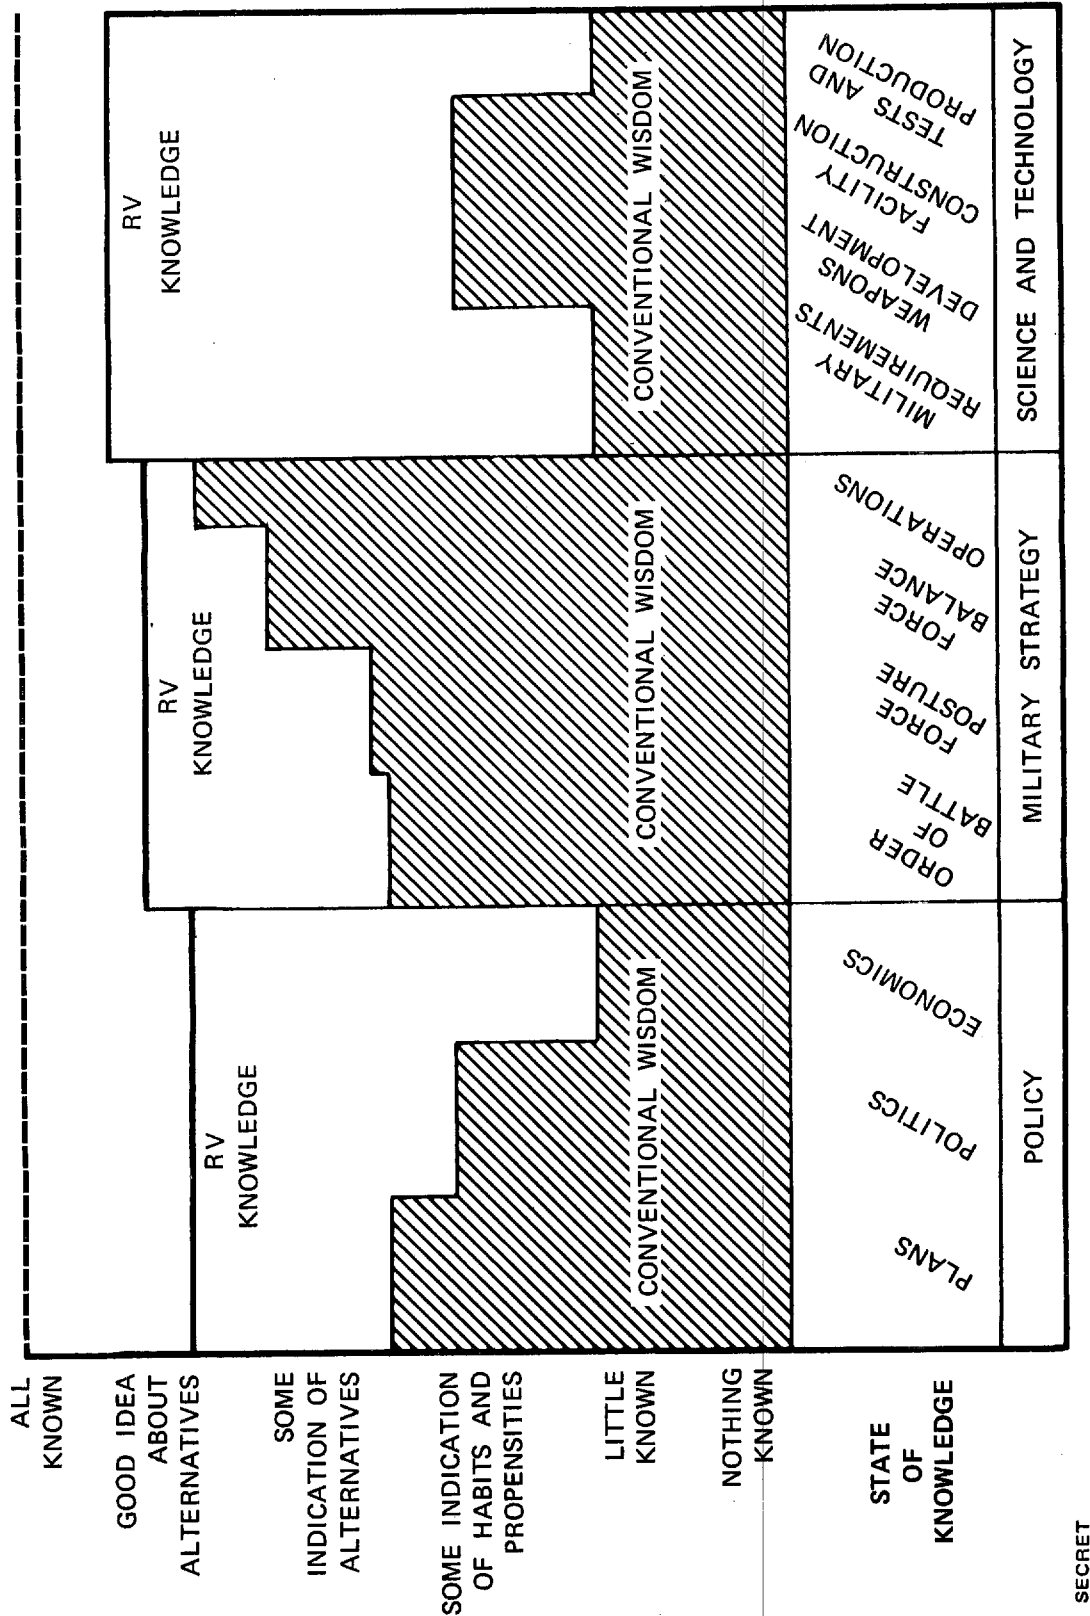 ALL
KNOWN
GOOD IDEA
ABOUT
ALTERNATIVES
SOME
INDICATION OF
ALTERNATIVES
SOME INDICATION
OF HABITS AND
PROPENSITIES
LITTLE
KNOWN
NOTHING
KNOWN
STATE
OF
KNOWLEDGE
RV
KNOWLEDGE
RV
KNOWLEDGE
RV
KNOWLEDGE
CONVENTIONAL WISDOM
CONVENTIONAL WISDOM
CONVENTIONAL WISDOM
PLANS
POLITICS
ECONOMICS
ORDER
OF
BATTLE
FORCE
POSTURE
FORCE
BALANCE
OPERATIONS
MILITARY
REQUIREMENTS
WEAPONS
DEVELOPMENT
FACILITY
CONSTRUCTION
TESTS AND
PRODUCTION
POLICY
MILITARY STRATEGY
SCIENCE AND TECHNOLOGY
SECRET